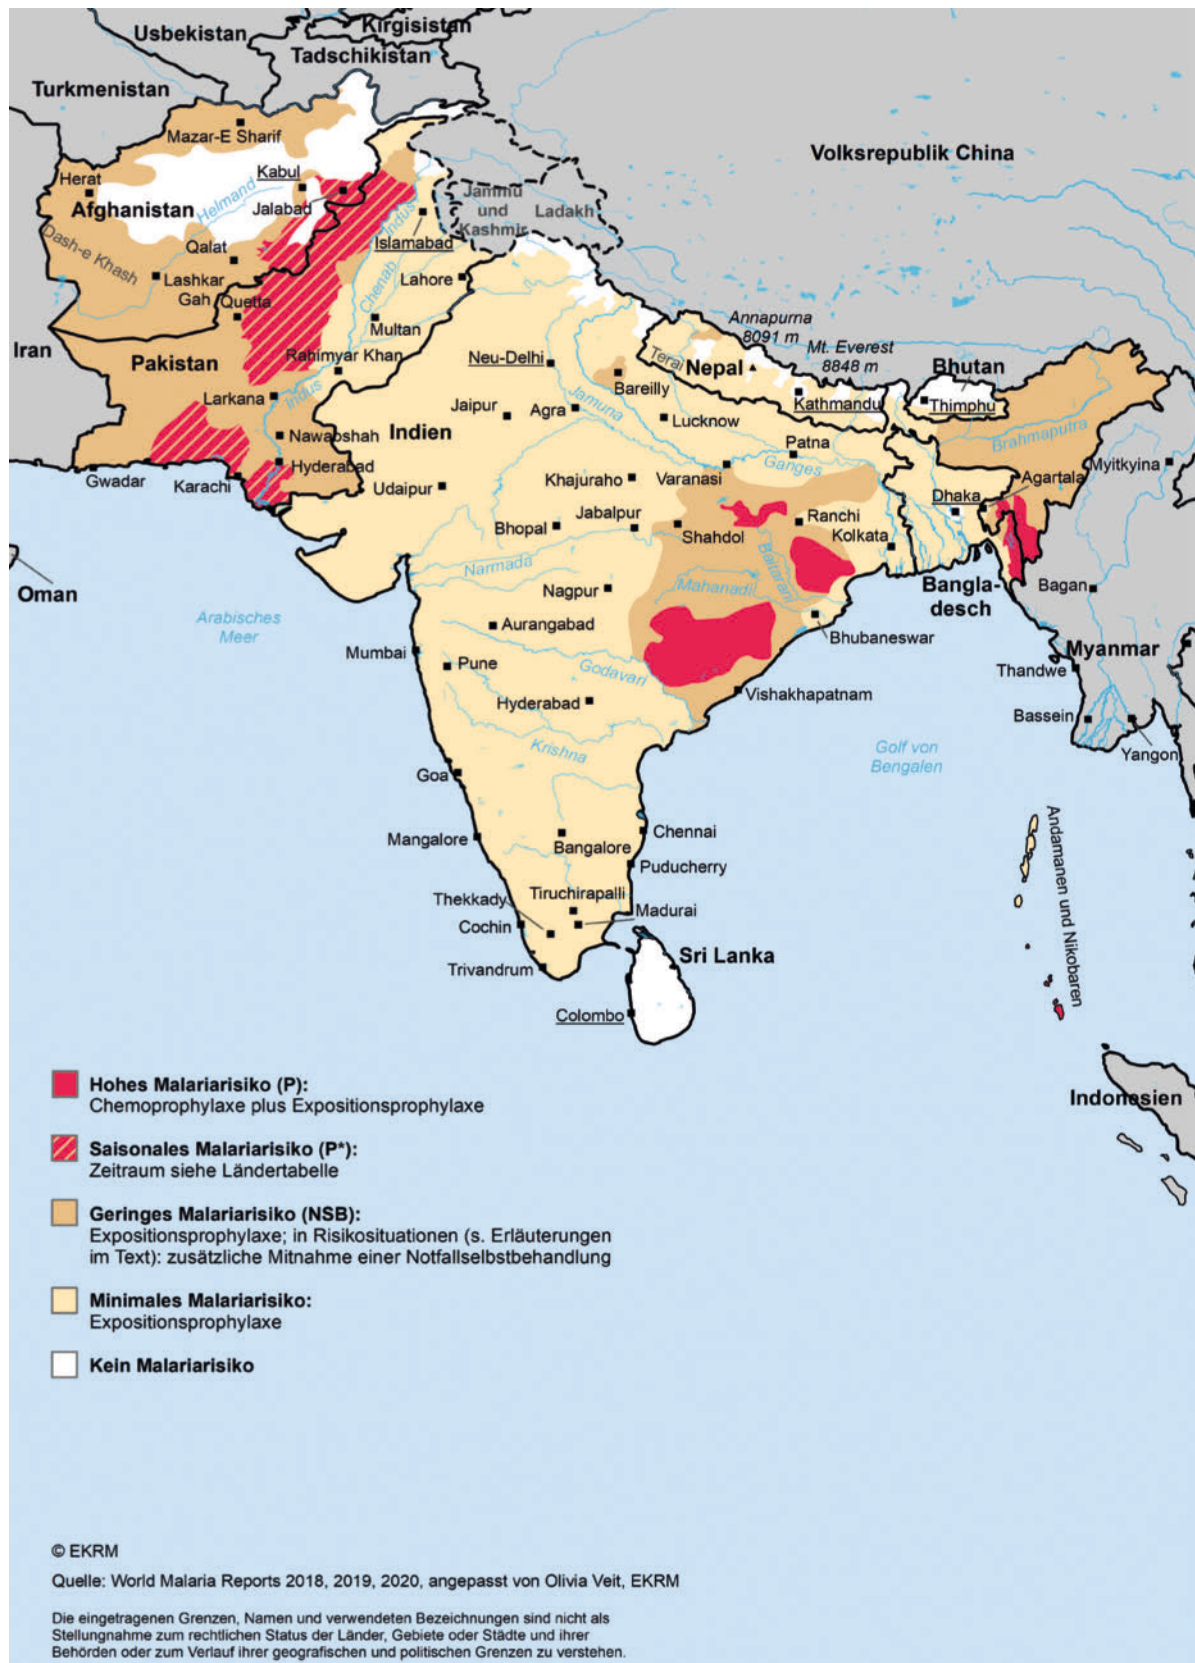 Kirgisistan
Usbekistan
Tadschikistan
Turkmenistan
Mazar-E Sharif
Volksrepublik China
Kabul
Herat
Helmand
Afghanistan
Jalabad
Jammu
und
Kashmir
Ladakh
Indus
Islamabad
Dash-e Khash
Qalat
Lashkar
Gah
Chenab
Lahore
Quetta
Multan
Annapurna
8091 m
Iran
Pakistan
Rahimyar Khan
Neu-Delhi
Terai
Nepal
Mt. Everest
8848 m
Bhutan
Bareilly
Kathmandu
Thimphu
Larkana
Indus
Jaipur
Agra
Jamuna
Lucknow
Indien
Nawabshah
Patna
Brahmaputra
Hyderabad
Ganges
Myitkyina
Gwadar
Karachi
Udaipur
Khajuraho
Varanasi
Agartala
Dhaka
Jabalpur
Bhopal
Shahdol
Ranchi
Kolkata
Baitarani
Narmada
Mahanadi
Nagpur
Bangla-
desch
Bagan
Oman
Arabisches
Meer
Aurangabad
Bhubaneswar
Mumbai
Pune
Godavari
Myanmar
Thandwe
Hyderabad
Vishakhapatnam
Bassein
Yangon
Krishna
Golf von
Bengalen
Goa
Mangalore
Chennai
Bangalore
Puducherry
Andamanen und Nikobaren
Thekkady
Tiruchirapalli
Cochin
Madurai
Trivandrum
Sri Lanka
Colombo
Indonesien
Hohes Malariarisiko (P):
Chemoprophylaxe plus Expositionsprophylaxe
Saisonales Malariarisiko (P*):
Zeitraum siehe Ländertabelle
Geringes Malariarisiko (NSB):
Expositionsprophylaxe; in Risikosituationen (s. Erläuterungen
im Text): zusätzliche Mitnahme einer Notfallselbstbehandlung
Minimales Malariarisiko:
Expositionsprophylaxe
Kein Malariarisiko
© EKRM
Quelle: World Malaria Reports 2018, 2019, 2020, angepasst von Olivia Veit, EKRM
Die eingetragenen Grenzen, Namen und verwendeten Bezeichnungen sind nicht als
Stellungnahme zum rechtlichen Status der Länder, Gebiete oder Städte und ihrer
Behörden oder zum Verlauf ihrer geografischen und politischen Grenzen zu verstehen.